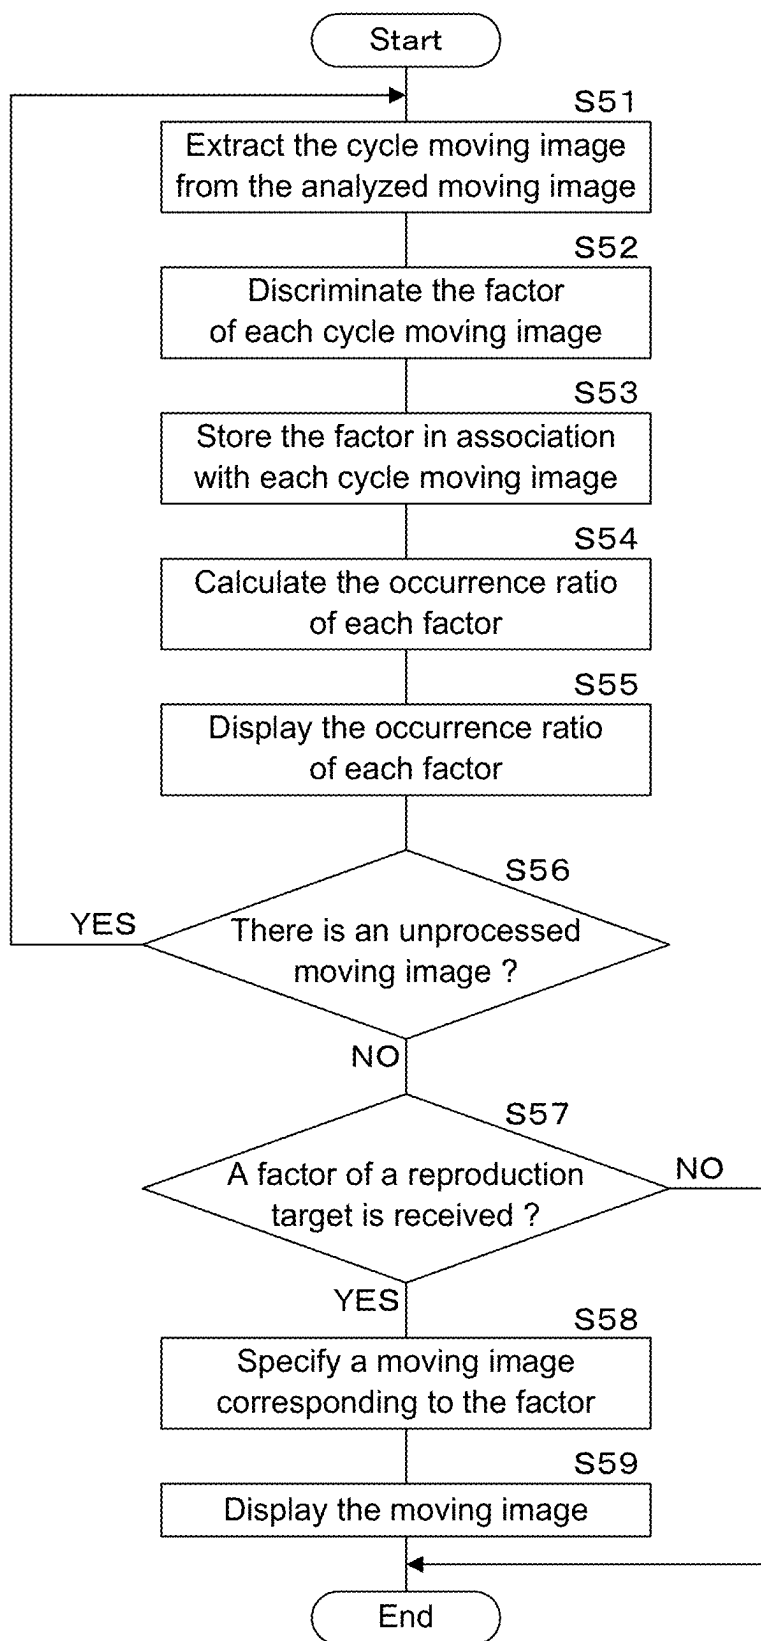 Start
S51
Extract the cycle moving image
from the analyzed moving image
S52
Discriminate the factor
of each cycle moving image
S53
Store the factor in association
with each cycle moving image
S54
Calculate the occurrence ratio
of each factor
S55
Display the occurrence ratio
of each factor
S56
YES
There is an unprocessed
moving image ?
NO
S57
A factor of a reproduction
target is received ?
NO
YES
S58
Specify a moving image
corresponding to the factor
S59
Display the moving image
End